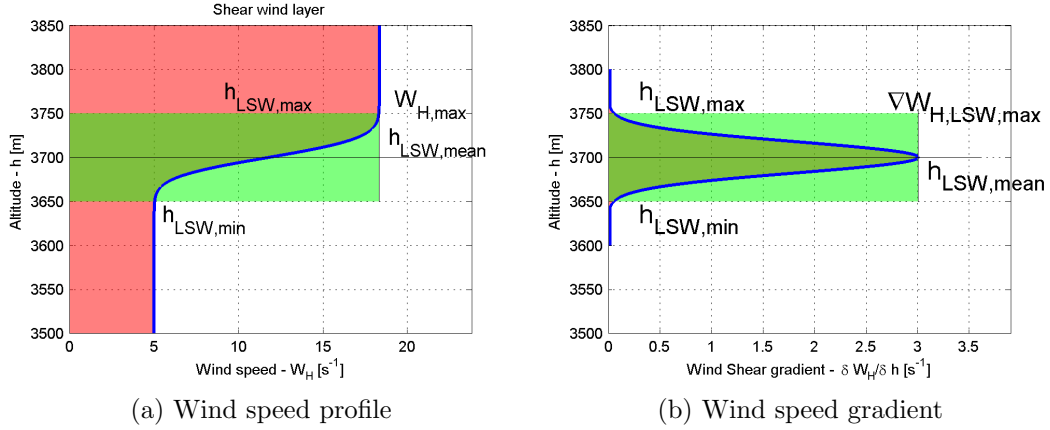 Shear wind layer
3850
3800
3750
3700
3650
3600
3550
3500
Altitude - h [m]
h_LSW,max
W_H,max
h_LSW,mean
h_LSW,min
0 5 10 15 20
Wind speed - W_H [s^-1]
(a) Wind speed profile
3850
3800
3750
3700
3650
3600
3550
3500
Altitude - h [m]
h_LSW,max
∇W_H,LSW,max
h_LSW,mean
h_LSW,min
0 0.5 1 1.5 2 2.5 3 3.5
Wind Shear gradient - δ W_H/δ h [s^-1]
(b) Wind speed gradient